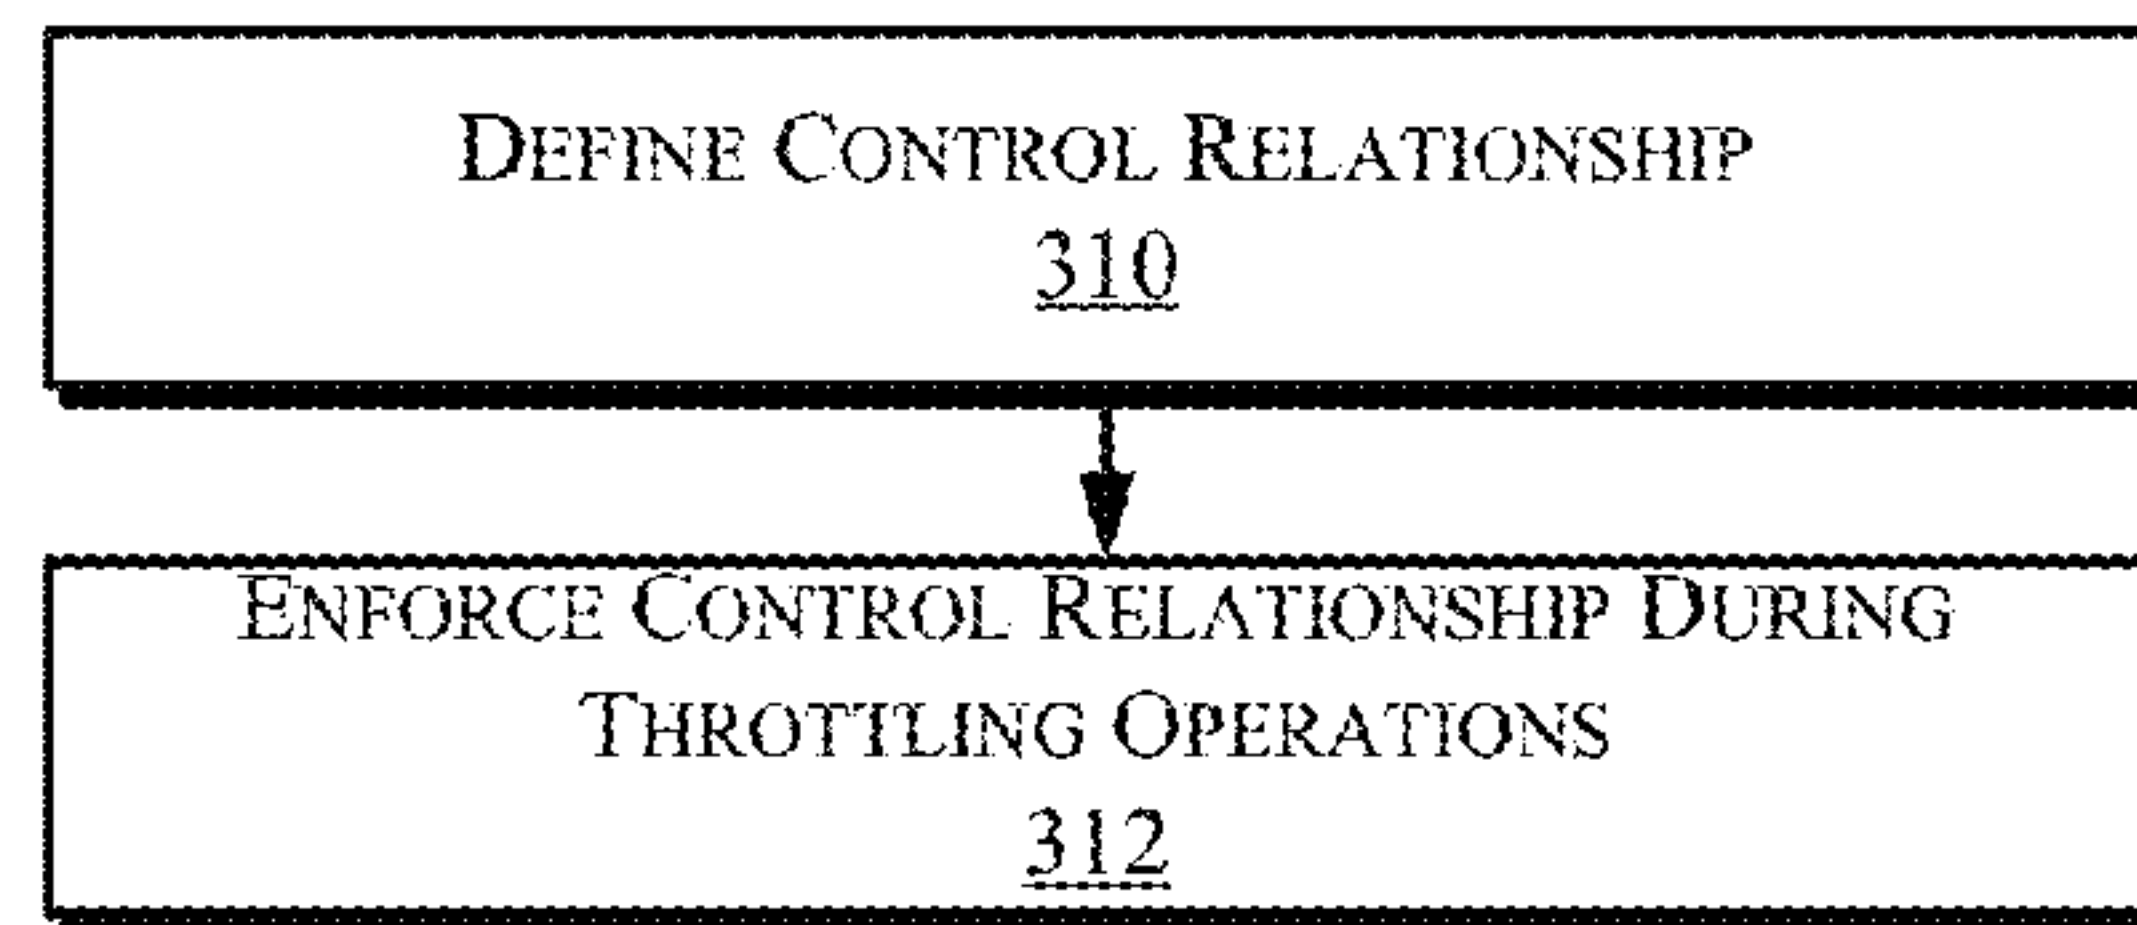 DEFINE CONTROL RELATIONSHIP
310
ENFORCE CONTROL RELATIONSHIP DURING
THROTTLING OPERATIONS
312